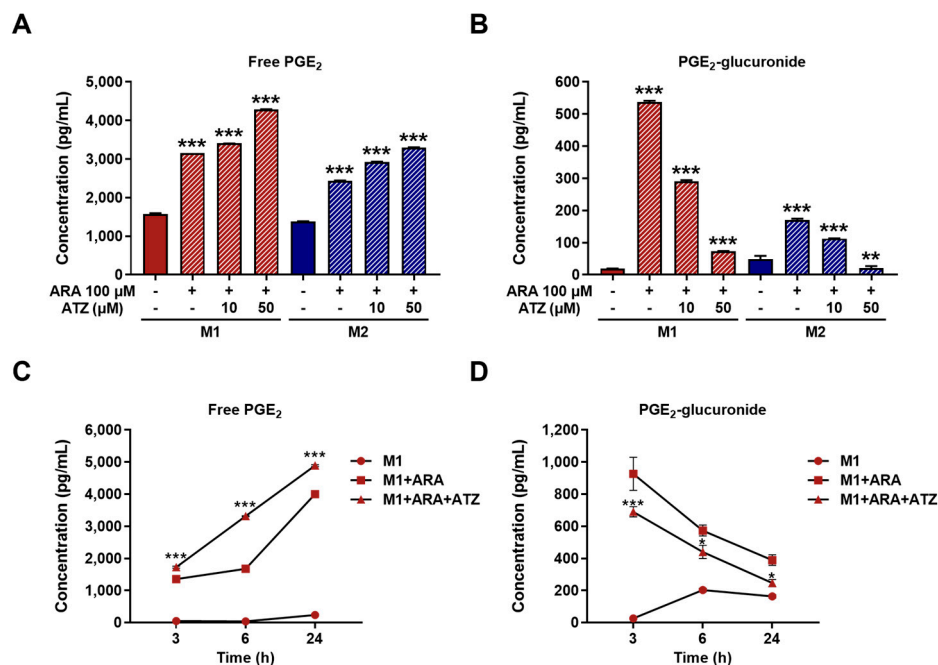 A
Free PGE₂
Concentration (pg/mL)
5,000
4,000
3,000
2,000
1,000
0
*** *** *** *** *** ***
ARA 100 µM - + + + - + + +
ATZ (µM) - - 10 50 - - 10 50
M1 M2
B
PGE₂-glucuronide
Concentration (pg/mL)
600
500
400
300
200
100
0
*** *** *** *** *** **
ARA 100 µM - + + + - + + +
ATZ (µM) - - 10 50 - - 10 50
M1 M2
C
Free PGE₂
Concentration (pg/mL)
6,000
5,000
4,000
3,000
2,000
1,000
0
*** *** ***
3 6 24
Time (h)
M1
M1+ARA
M1+ARA+ATZ
D
PGE₂-glucuronide
Concentration (pg/mL)
1,200
1,000
800
600
400
200
0
*** * *
3 6 24
Time (h)
M1
M1+ARA
M1+ARA+ATZ